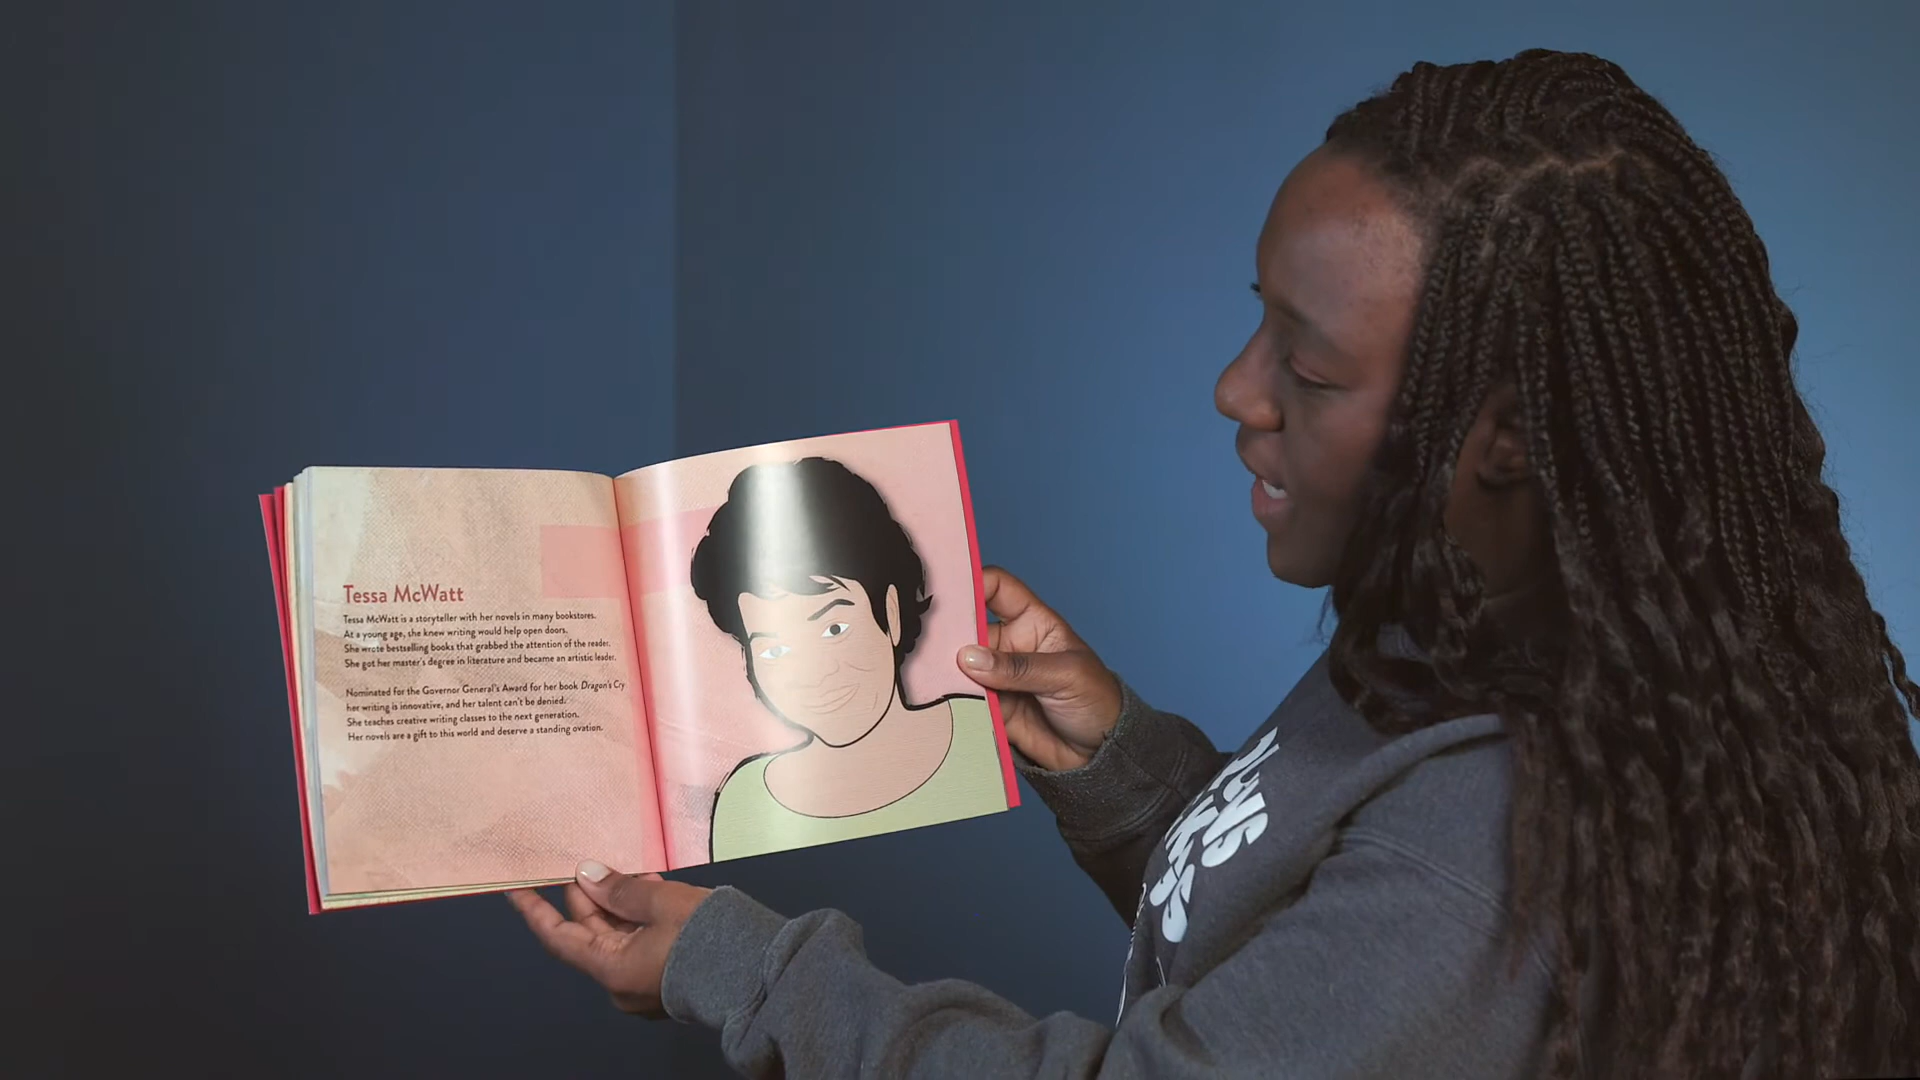 Tessa McWatt
Tessa McWatt is a storyteller with her novels in many bookstores.
At a young age, she knew writing would help open doors.
She wrote bestselling books that grabbed the attention of the reader.
She got her master's degree in literature and became an artistic leader.
Nominated for the Governor General's Award for her book Dragon's Cry
her writing is innovative, and her talent can't be denied.
She teaches creative writing classes to the next generation.
Her novels are a gift to this world and deserve a standing ovation.